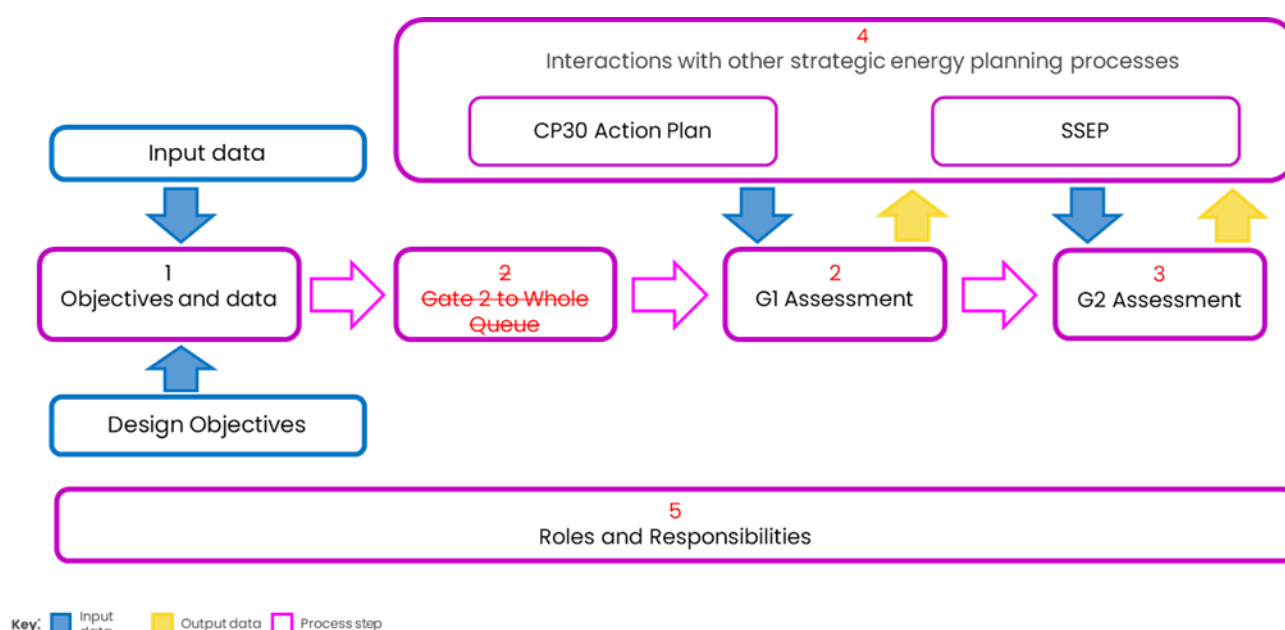 4
Interactions with other strategic energy planning processes
CP30 Action Plan
SSEP
Input data
1
Objectives and data
2
Gate 2 to Whole
Queue
2
G1 Assessment
3
G2 Assessment
Design Objectives
5
Roles and Responsibilities
Key:
Input
data
Output data
Process step